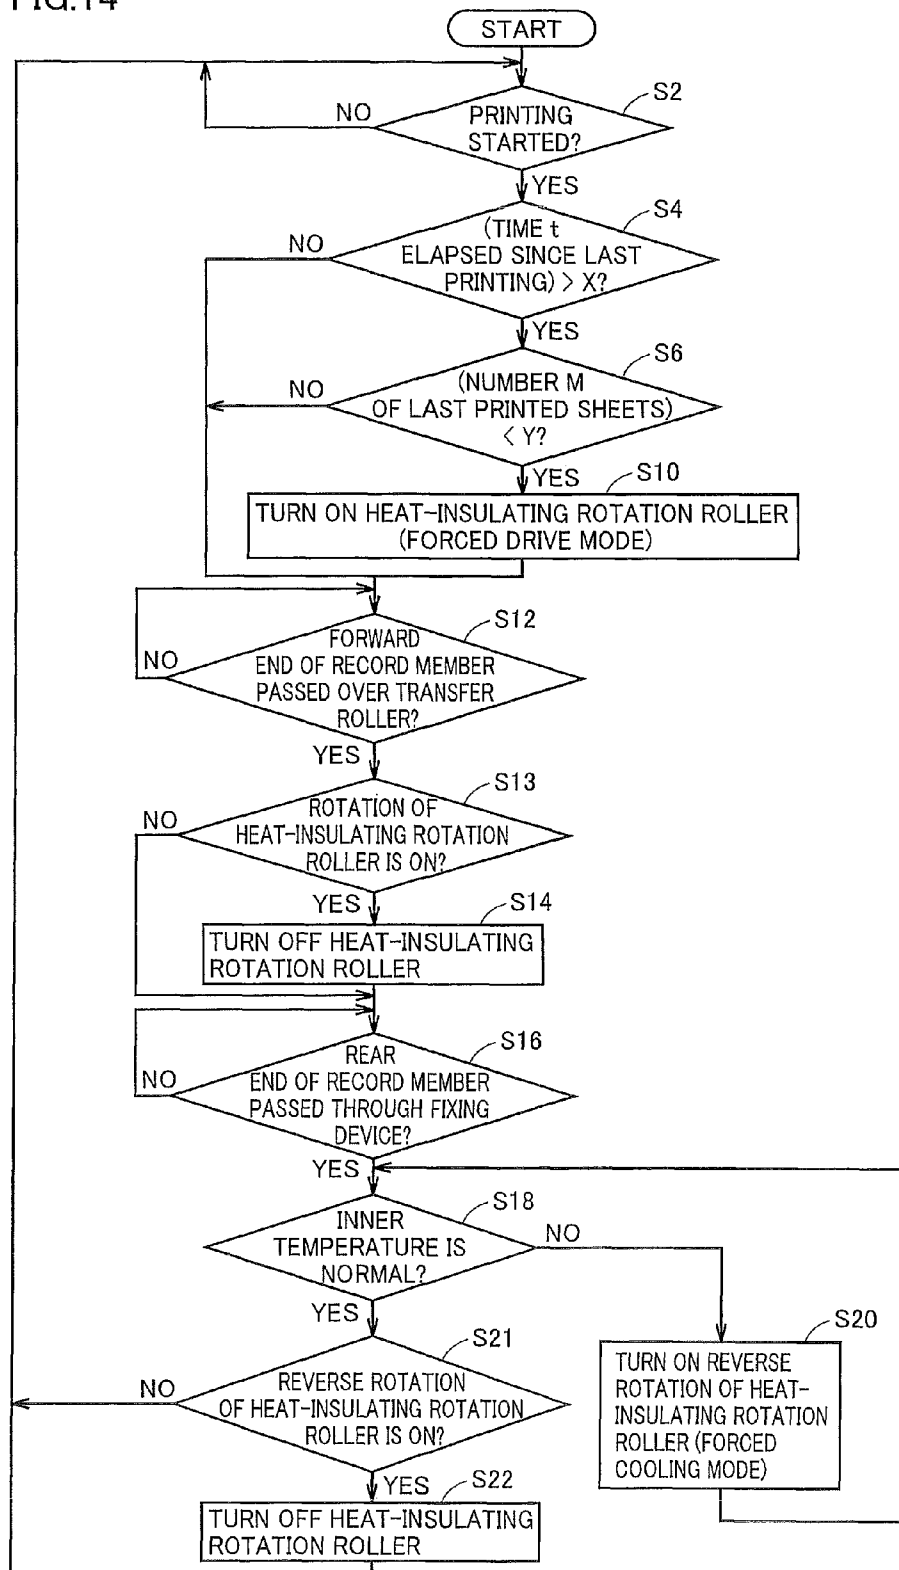 FIG.14
START
S2
NO
PRINTING
STARTED?
YES
S4
NO
(TIME t
ELAPSED SINCE LAST
PRINTING) > X?
YES
S6
NO
(NUMBER M
OF LAST PRINTED SHEETS)
< Y?
YES
S10
TURN ON HEAT-INSULATING ROTATION ROLLER
(FORCED DRIVE MODE)
S12
NO
FORWARD
END OF RECORD MEMBER
PASSED OVER TRANSFER
ROLLER?
YES
S13
NO
ROTATION OF
HEAT-INSULATING ROTATION
ROLLER IS ON?
YES
S14
TURN OFF HEAT-INSULATING
ROTATION ROLLER
S16
NO
REAR
END OF RECORD MEMBER
PASSED THROUGH FIXING
DEVICE?
YES
S18
INNER
TEMPERATURE IS
NORMAL?
NO
YES
S20
TURN ON REVERSE
ROTATION OF HEAT-
INSULATING ROTATION
ROLLER (FORCED
COOLING MODE)
S21
NO
REVERSE ROTATION
OF HEAT-INSULATING ROTATION
ROLLER IS ON?
YES
S22
TURN OFF HEAT-INSULATING
ROTATION ROLLER